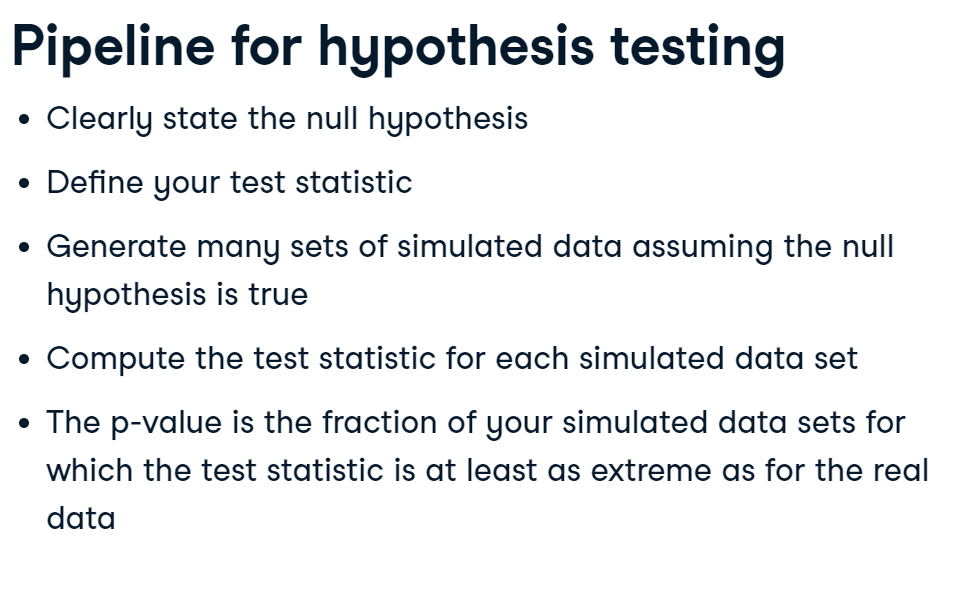 Pipeline for hypothesis testing
• Clearly state the null hypothesis
• Define your test statistic
• Generate many sets of simulated data assuming the null
hypothesis is true
• Compute the test statistic for each simulated data set
• The p-value is the fraction of your simulated data sets for
which the test statistic is at least as extreme as for the real
data